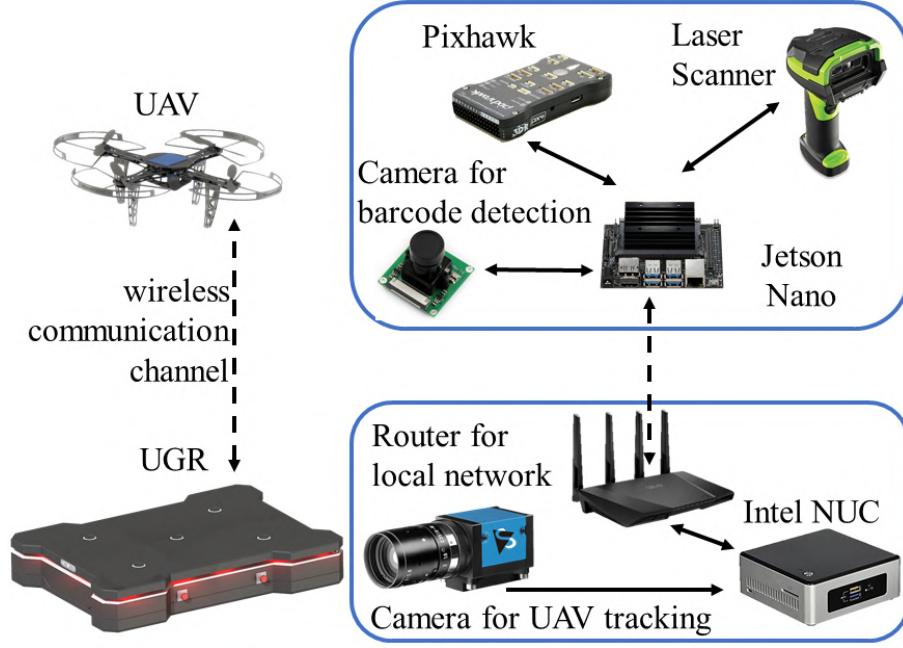 UAV
wireless
communication
channel
UGR
Pixhawk
Laser
Scanner
Camera for
barcode detection
Jetson
Nano
Router for
local network
Intel NUC
Camera for UAV tracking